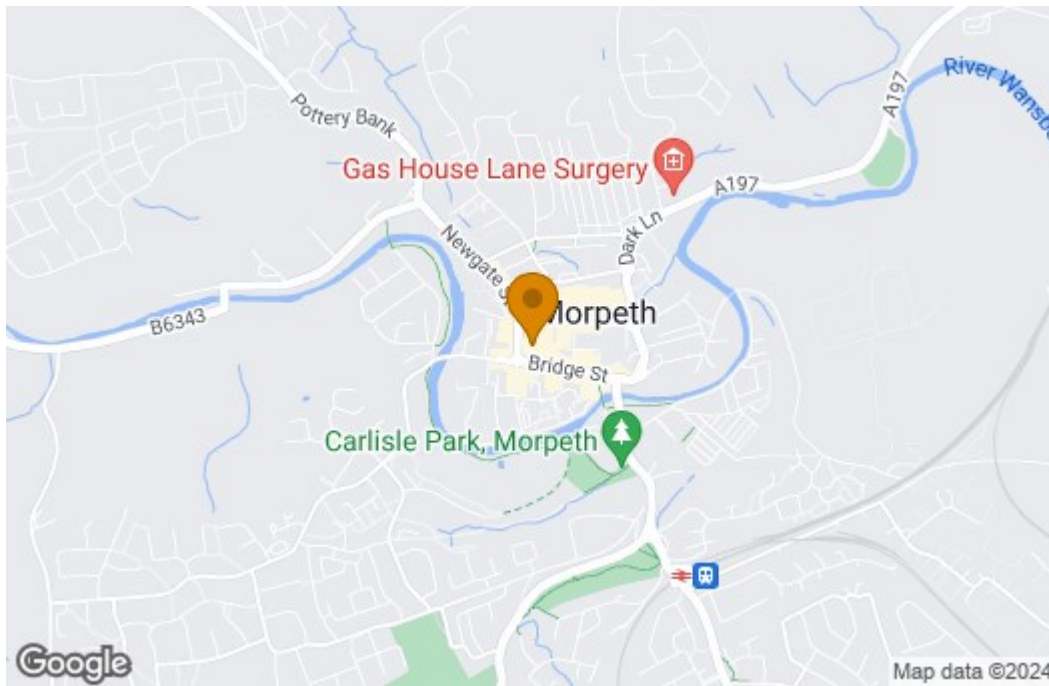 River Wansb
A197
Pottery Bank
Gas House Lane Surgery
A197
Dark Ln
Newgate S
Morpeth
B6343
Bridge St
Carlisle Park, Morpeth
Google
Map data ©2024